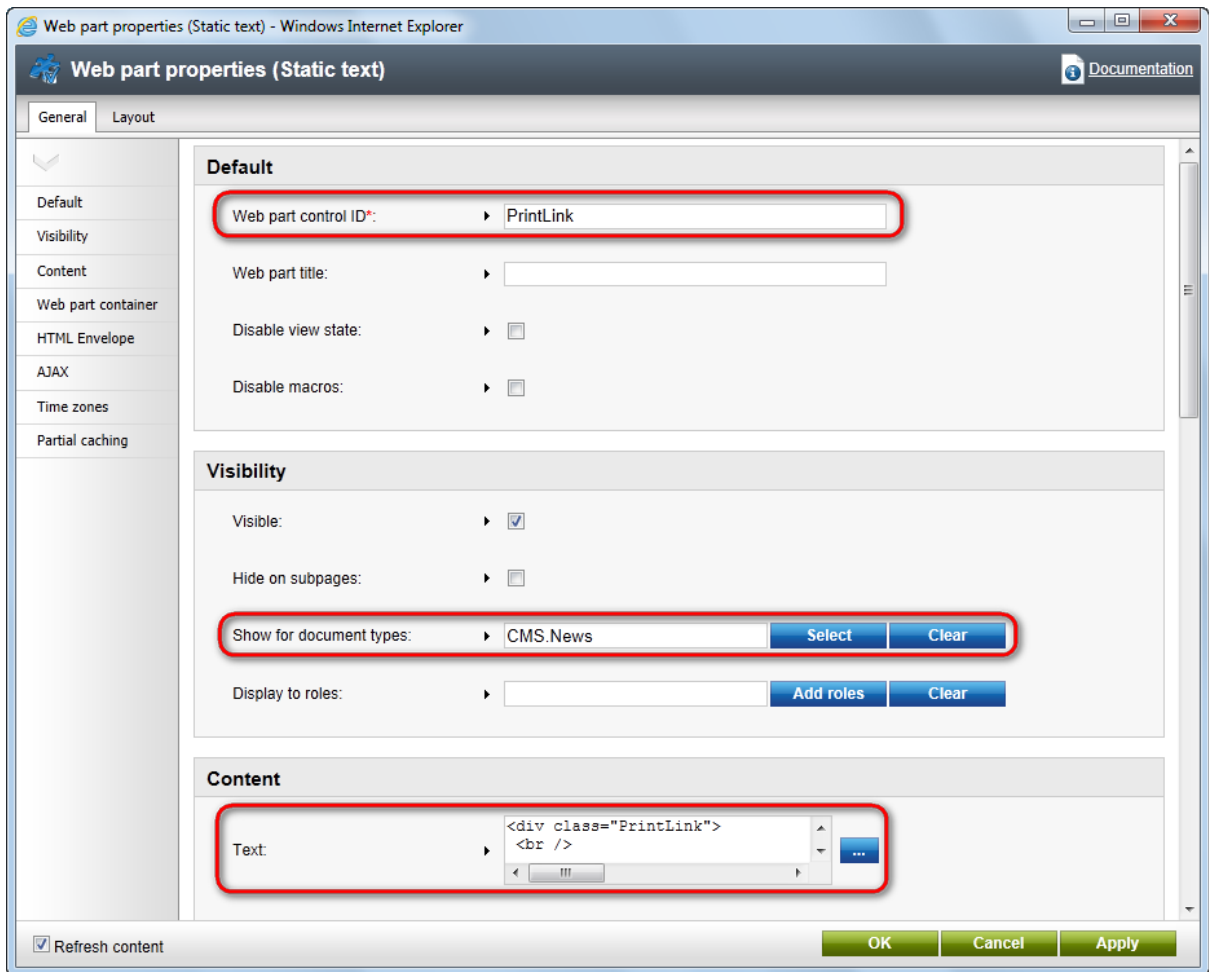 Web part properties (Static text) - Windows Internet Explorer
Web part properties (Static text)
Documentation
General Layout
Default
Visibility
Content
Web part container
HTML Envelope
AJAX
Time zones
Partial caching
Default
Web part control ID*: PrintLink
Web part title:
Disable view state:
Disable macros:
Visibility
Visible:
Hide on subpages:
Show for document types: CMS.News Select Clear
Display to roles: Add roles Clear
Content
Text:
<div class="PrintLink">
<br />
...
Refresh content
OK Cancel Apply